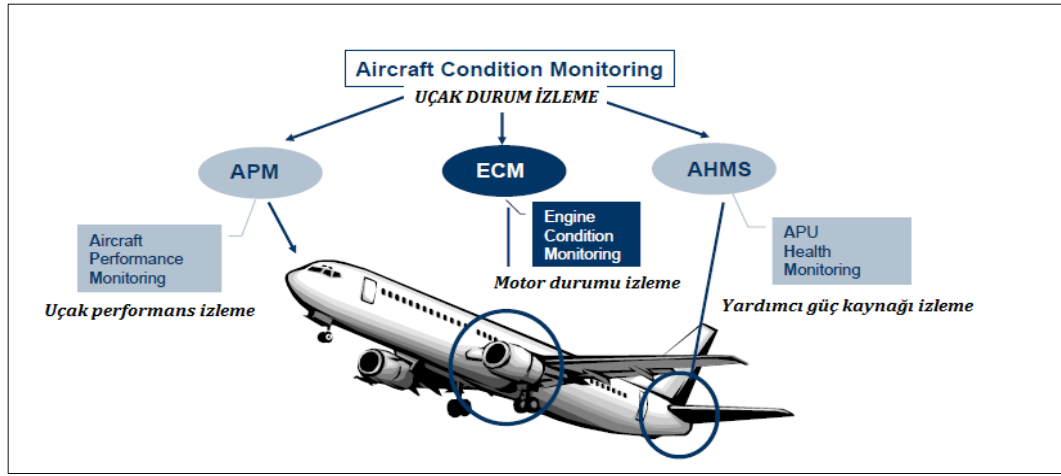 Aircraft Condition Monitoring
UÇAK DURUM İZLEME
APM
ECM
AHMS
Aircraft
Performance
Monitoring
Uçak performans izleme
Engine
Condition
Monitoring
Motor durumu izleme
APU
Health
Monitoring
Yardımcı güç kaynağı izleme